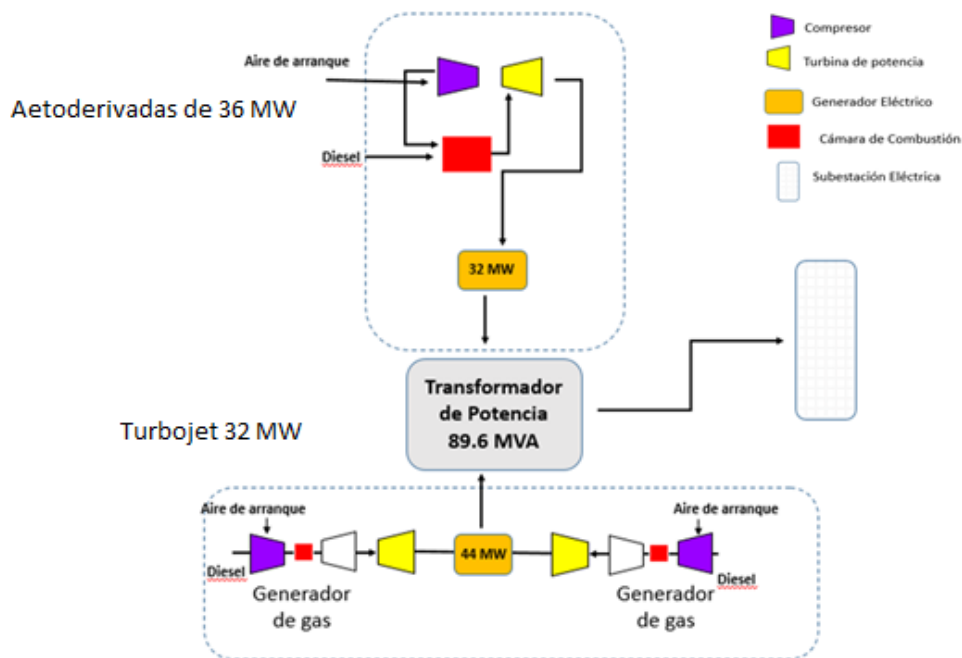 Compresor
Turbina de potencia
Generador Eléctrico
Cámara de Combustión
Subestación Eléctrica
Aire de arranque
Aetoderivadas de 36 MW
Diesel
32 MW
Transformador
de Potencia
89.6 MVA
Turbojet 32 MW
Aire de arranque
Aire de arranque
44 MW
Diesel
Diesel
Generador
de gas
Generador
de gas